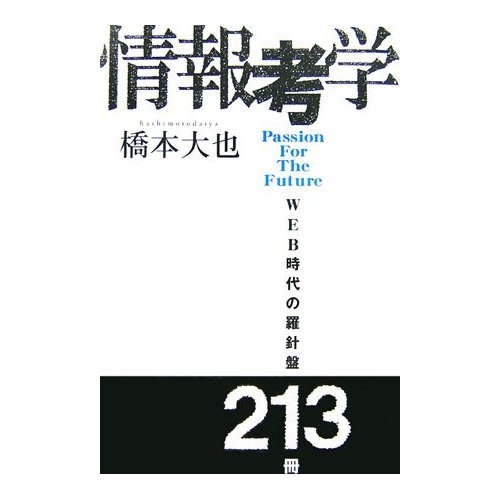 情報考学
hashimotodaiya
橋本大也
Passion
For
The
Future
WEB時代の羅針盤
213
冊